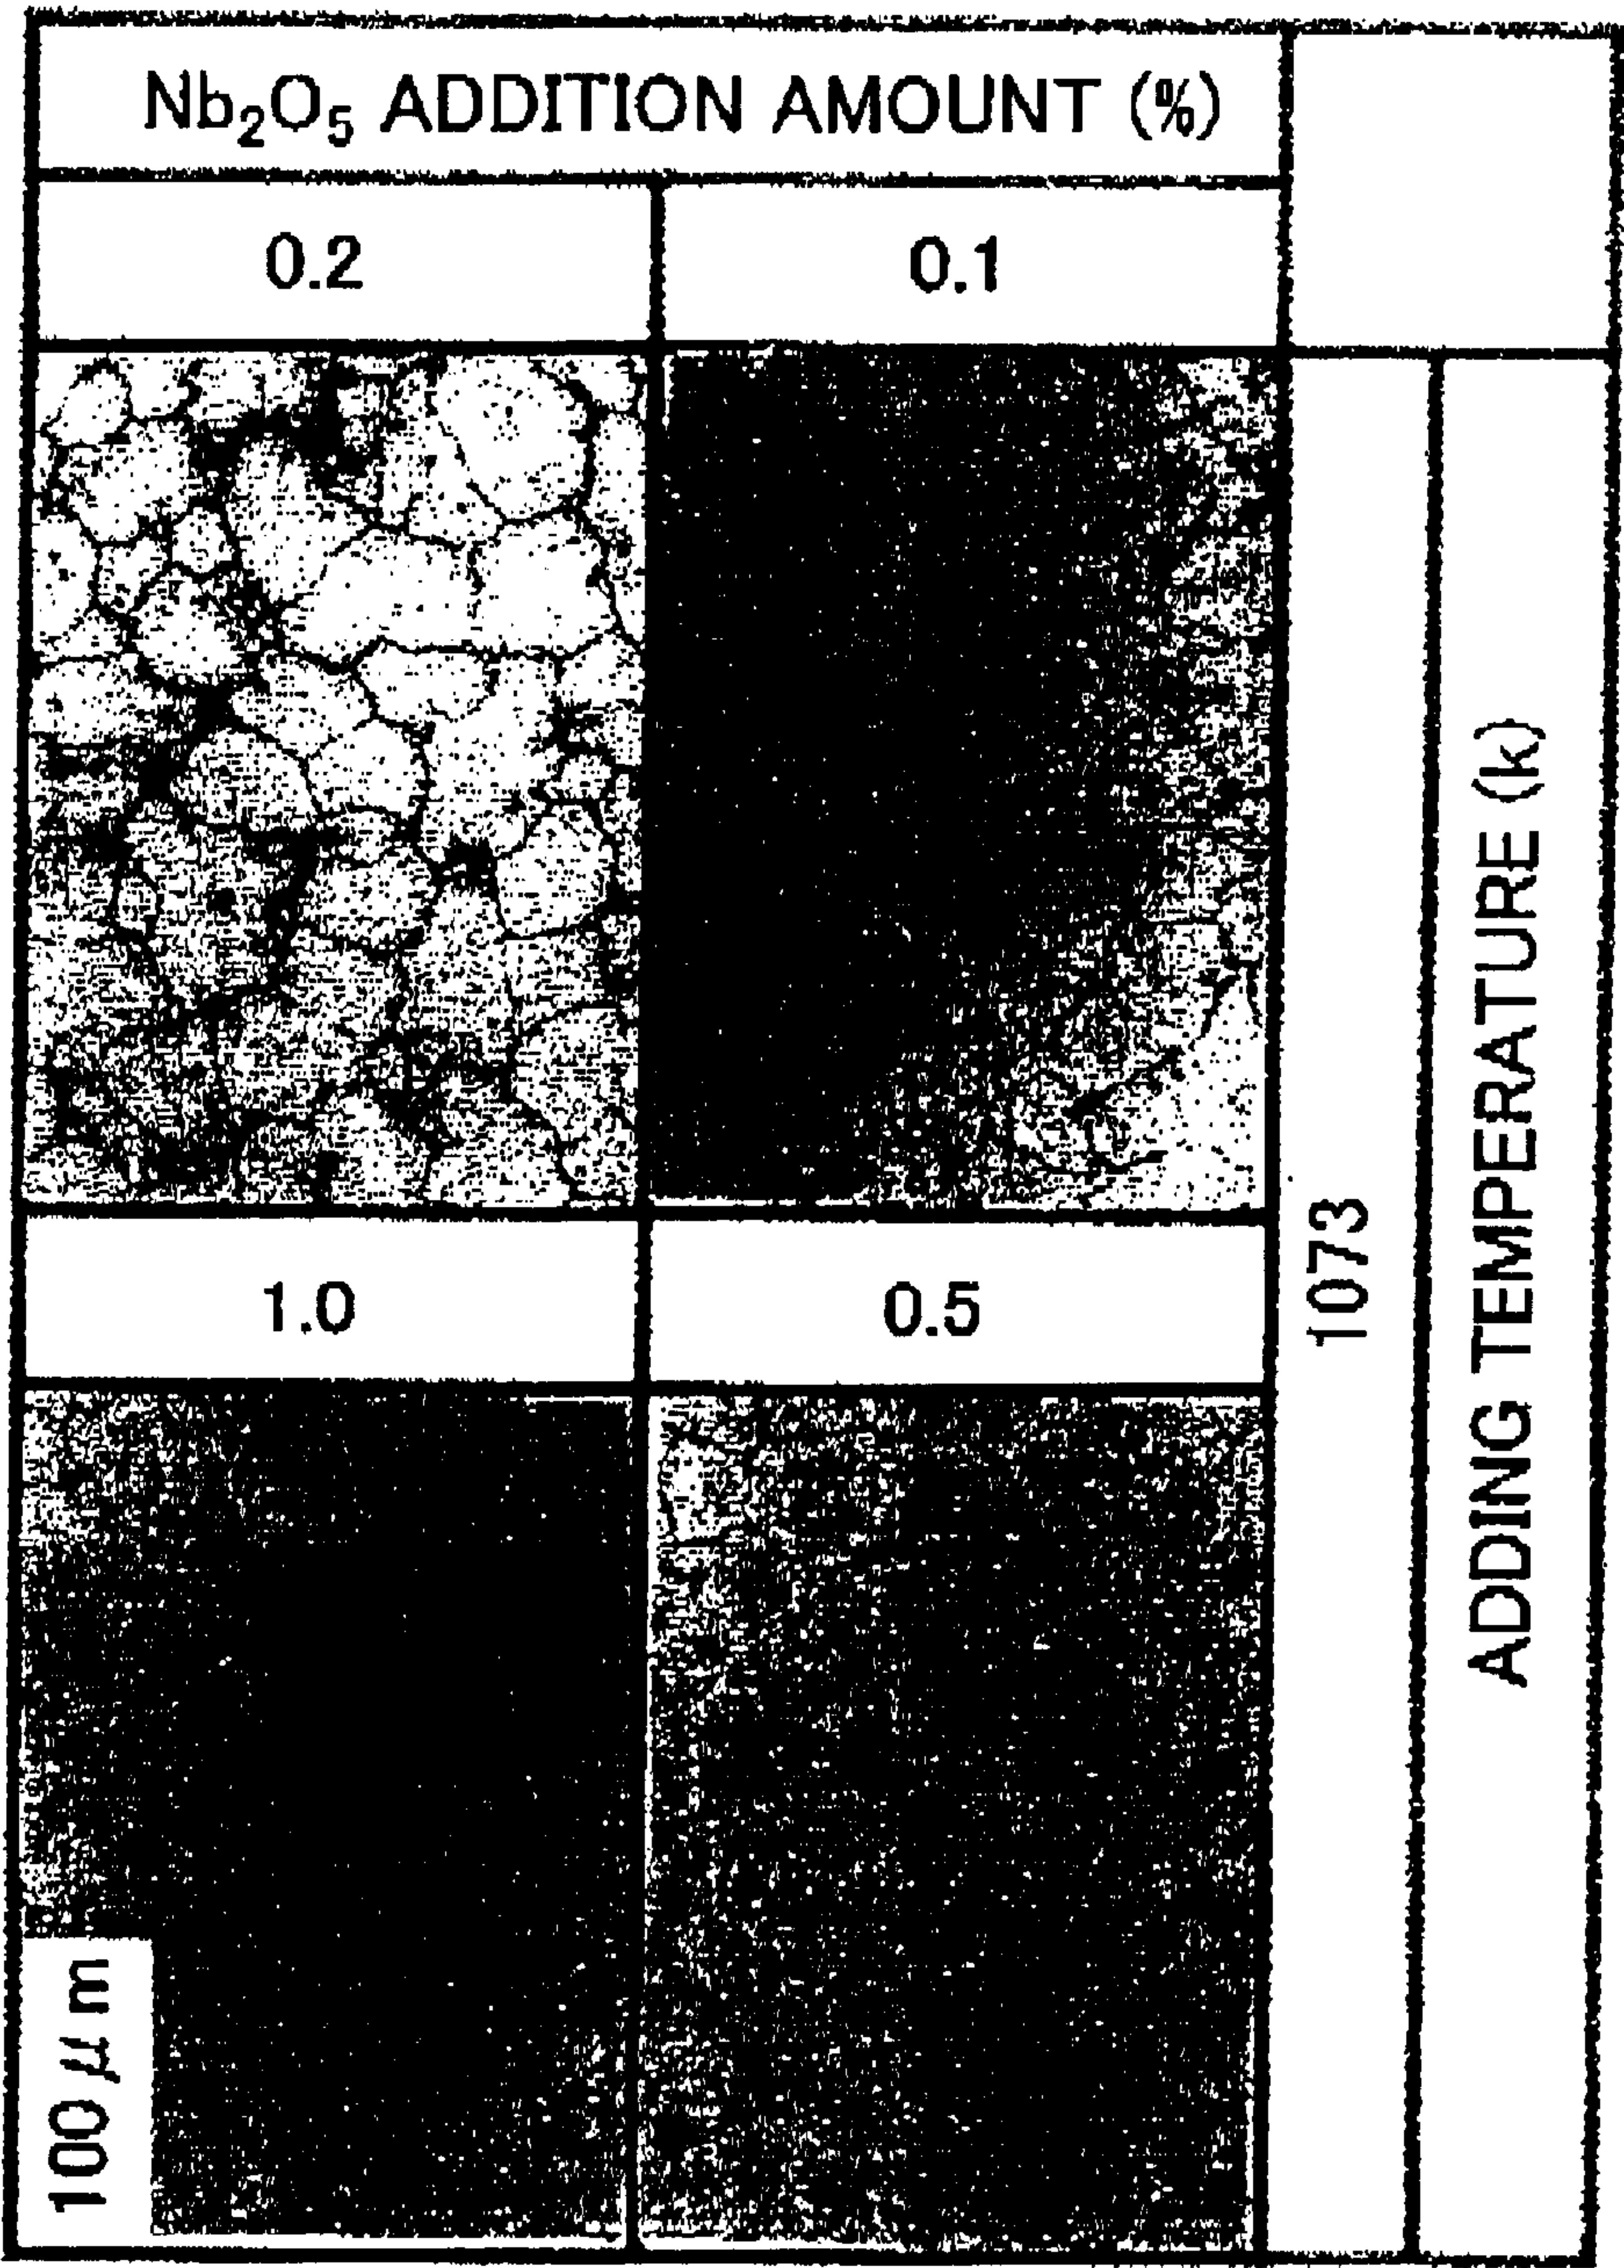 Nb₂O₅ ADDITION AMOUNT (%)
0.2
0.1
1.0
0.5
1073
ADDING TEMPERATURE (k)
100 μm